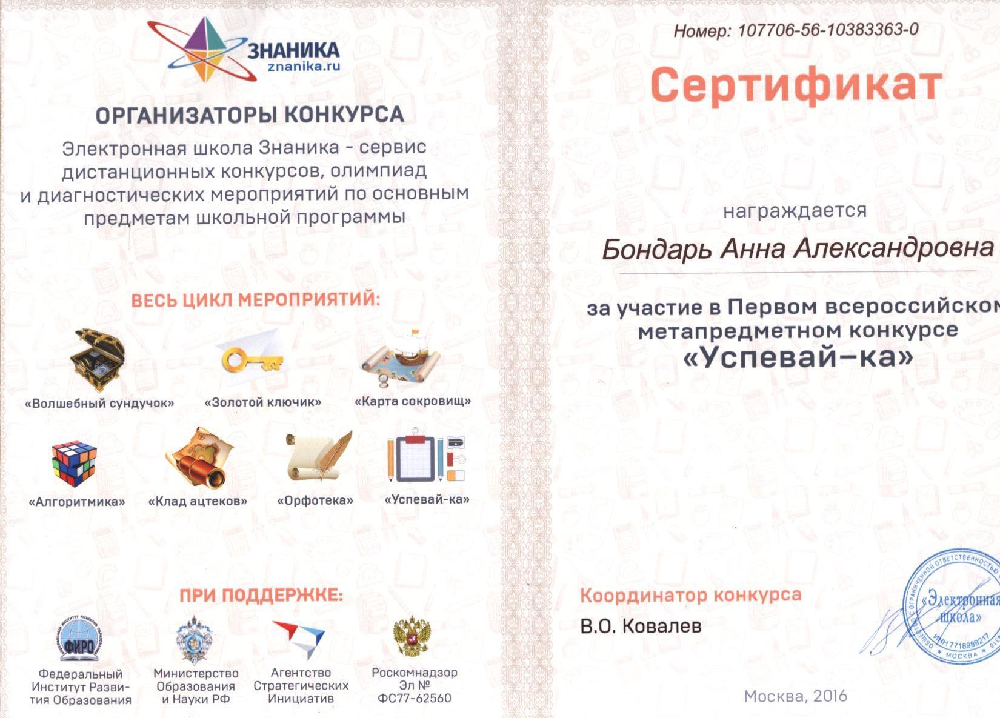 ЗНАНИКА
znanika.ru
ОРГАНИЗАТОРЫ КОНКУРСА
Электронная школа Знаника - сервис
дистанционных конкурсов, олимпиад
и диагностических мероприятий по основным
предметам школьной программы
ВЕСЬ ЦИКЛ МЕРОПРИЯТИЙ:
«Волшебный сундучок» «Золотой ключик» «Карта сокровищ»
«Алгоритмика» «Клад ацтеков» «Орфотека» «Успевай-ка»
ПРИ ПОДДЕРЖКЕ:
ФИРО
Федеральный
Институт Разви-
тия Образования
Министерство
Образования
и Науки РФ
Агентство
Стратегических
Инициатив
Роскомнадзор
Эл №
ФС77-62560
Номер: 107706-56-10383363-0
Сертификат
награждается
Бондарь Анна Александровна
за участие в Первом всероссийском
метапредметном конкурсе
«Успевай–ка»
Координатор конкурса
В.О. Ковалев
С ОГРАНИЧЕННОЙ ОТВЕТСТВЕННОСТЬЮ
«Электронная
школа»
ИНН 7718989217
* МОСКВА *
Москва, 2016